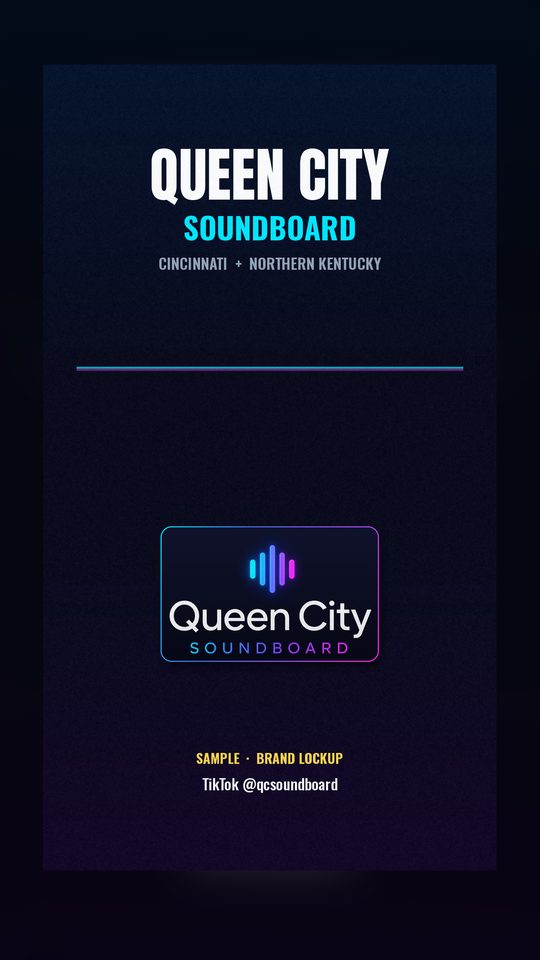 QUEEN CITY
SOUNDBOARD
CINCINNATI + NORTHERN KENTUCKY
Queen City
SOUNDBOARD
SAMPLE · BRAND LOCKUP
TikTok @qcsoundboard